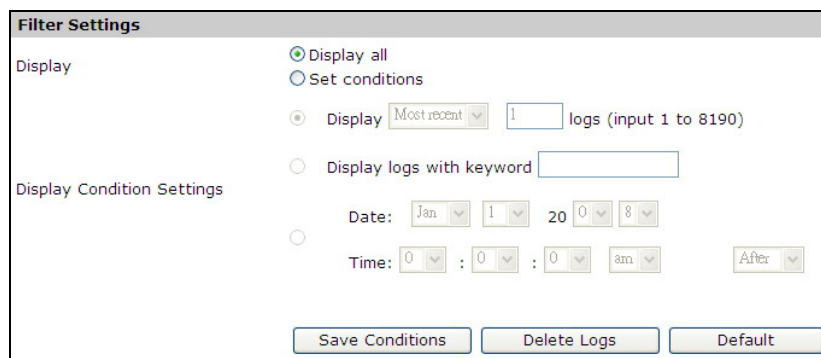 Filter Settings
Display
Display all
Set conditions
Display Condition Settings
Display Most recent 1 logs (input 1 to 8190)
Display logs with keyword
Date: Jan 1 20 0 8
Time: 0 : 0 : 0 am After
Save Conditions Delete Logs Default